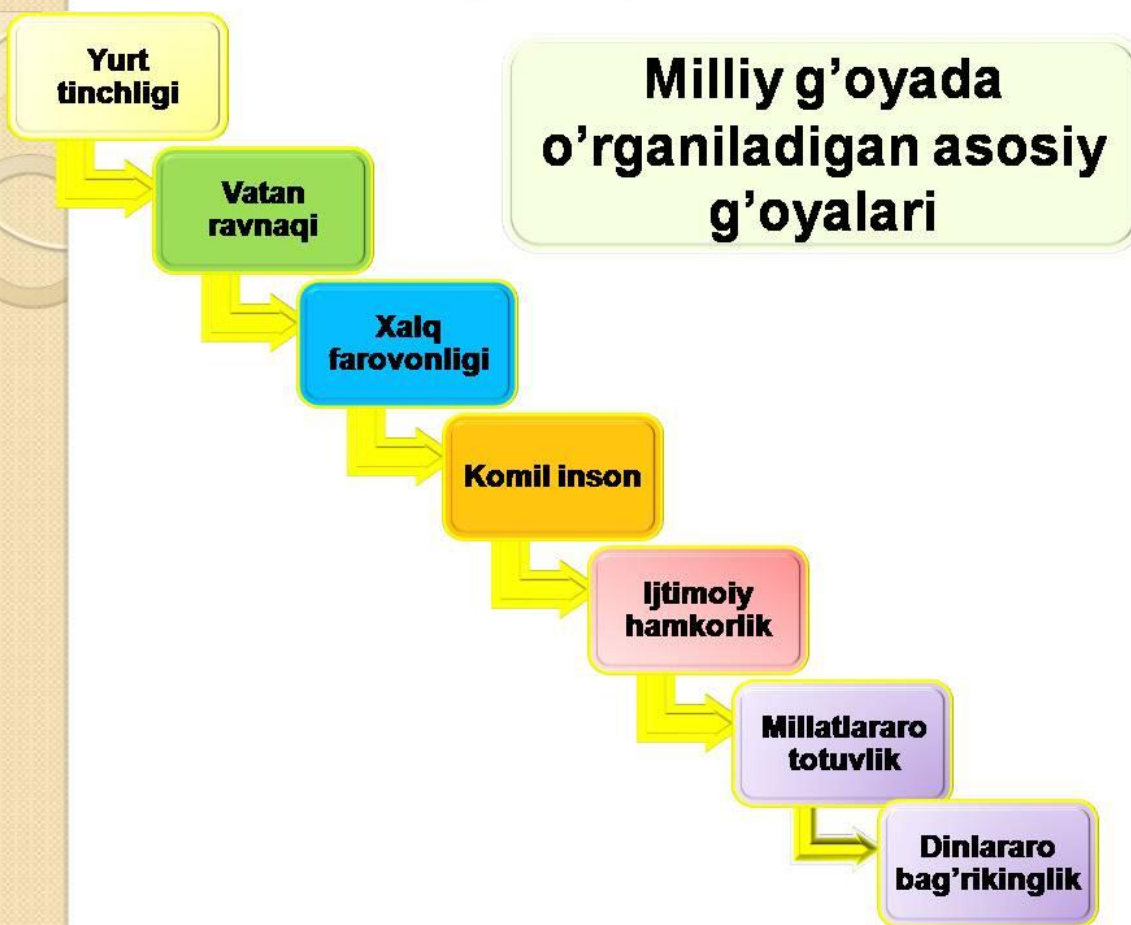 Yurt
tinchligi
Milliy g’oyada
o’rganiladigan asosiy
g’oyalari
Vatan
ravnaqi
Xalq
farovonligi
Komil inson
Ijtimoiy
hamkorlik
Millatlararo
totuvlik
Dinlararo
bag’rikinglik